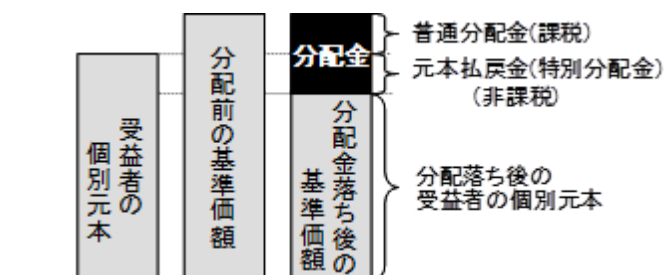 受益者の
個別元本
分配前の基準価額
分配金
分配金落ち後の
基準価額
普通分配金(課税)
元本払戻金(特別分配金)
(非課税)
分配落ち後の
受益者の個別元本